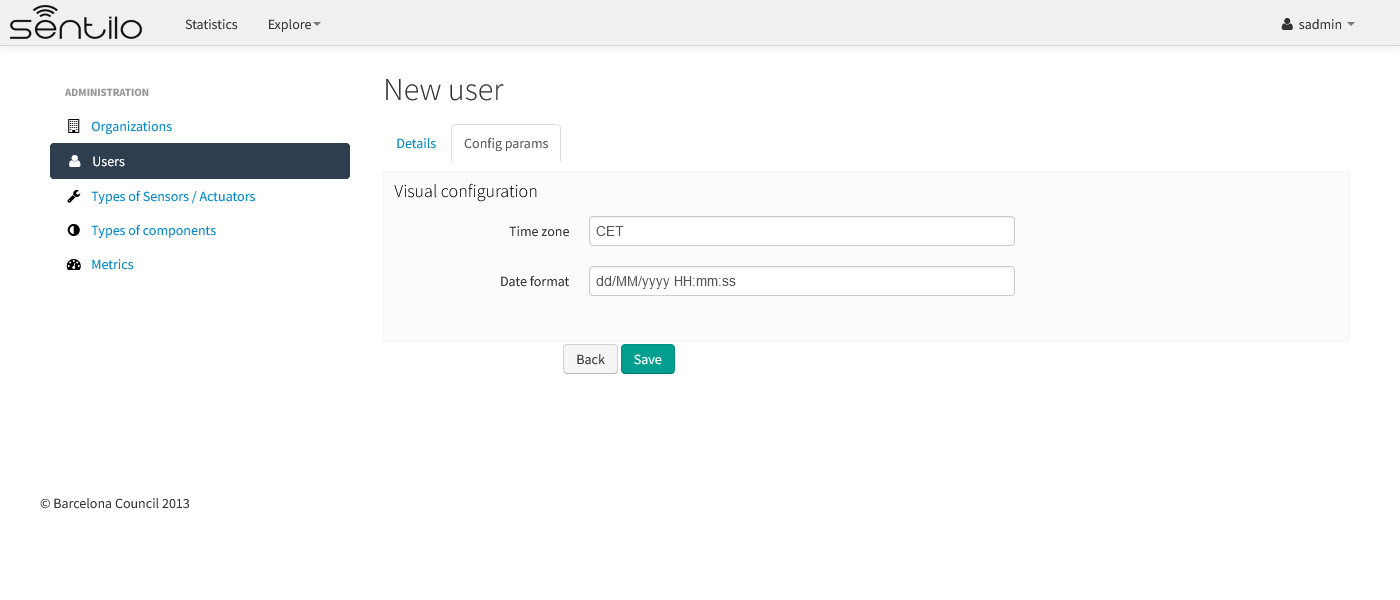 sentilo
Statistics
Explore
sadmin
ADMINISTRATION
Organizations
Users
Types of Sensors / Actuators
Types of components
Metrics
New user
Details
Config params
Visual configuration
Time zone
CET
Date format
dd/MM/yyyy HH:mm:ss
Back
Save
© Barcelona Council 2013